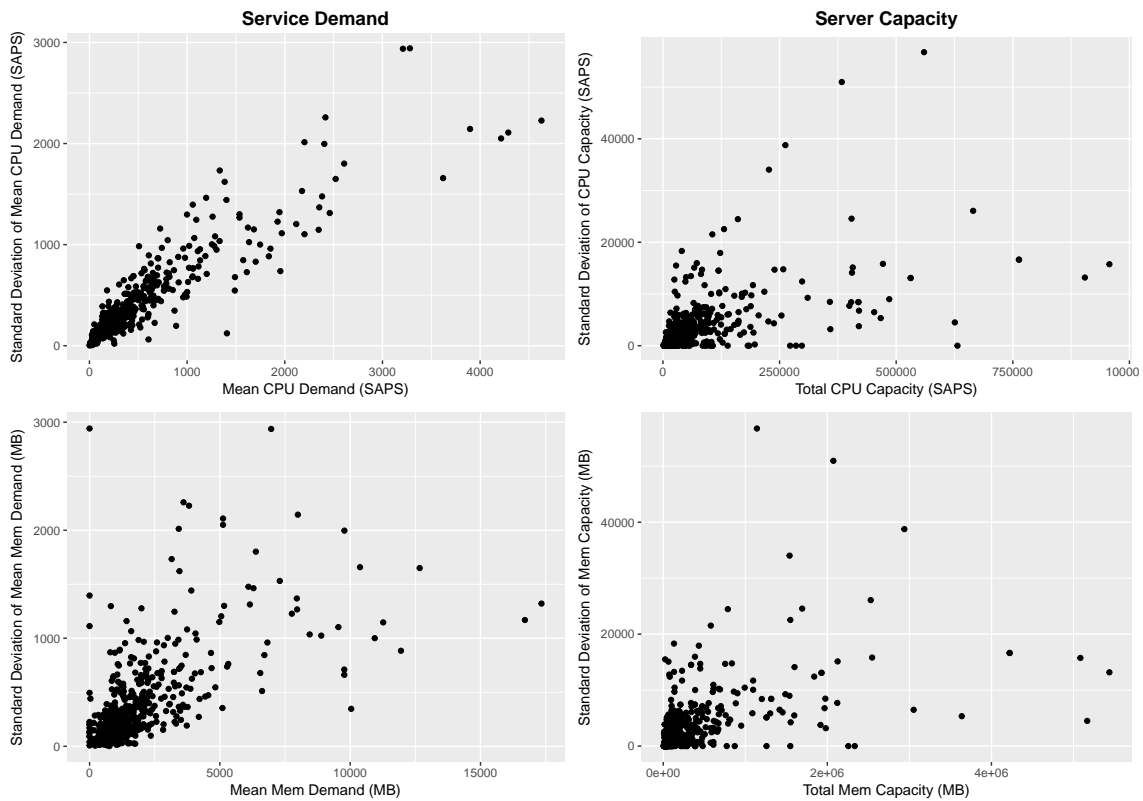 Service Demand
Standard Deviation of Mean CPU Demand (SAPS)
3000
2000
1000
0
0 1000 2000 3000 4000
Mean CPU Demand (SAPS)
Server Capacity
Standard Deviation of CPU Capacity (SAPS)
40000
20000
0
0 250000 500000 750000 10000
Total CPU Capacity (SAPS)
Standard Deviation of Mean Mem Demand (MB)
3000
2000
1000
0
0 5000 10000 15000
Mean Mem Demand (MB)
Standard Deviation of Mem Capacity (MB)
40000
20000
0
0e+00 2e+06 4e+06
Total Mem Capacity (MB)